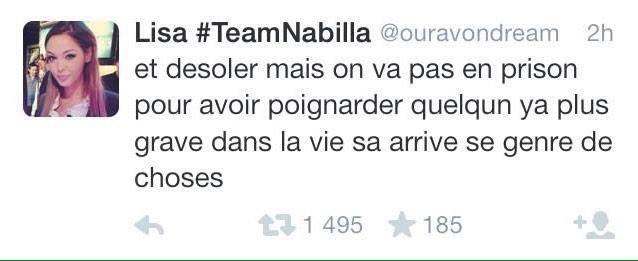 Lisa #TeamNabilla @ouravondream 2h
et desoler mais on va pas en prison
pour avoir poignarder quelqun ya plus
grave dans la vie sa arrive se genre de
choses
1 495 185